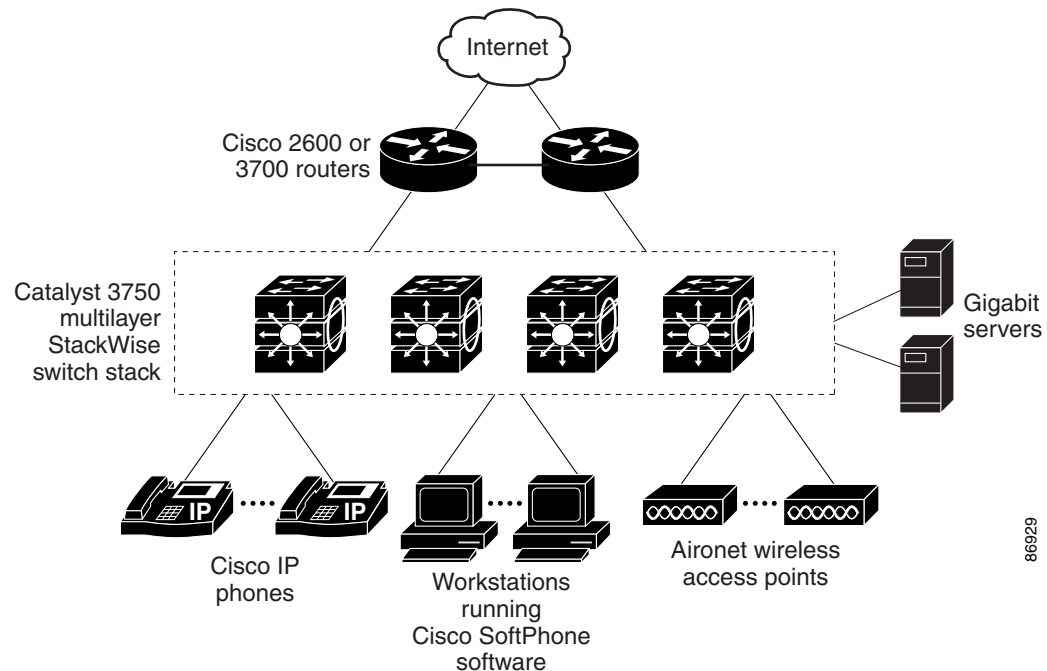 Internet
Cisco 2600 or
3700 routers
Catalyst 3750
multilayer
StackWise
switch stack
Gigabit
servers
IP
IP
Cisco IP
phones
Workstations
running
Cisco SoftPhone
software
Aironet wireless
access points
86929